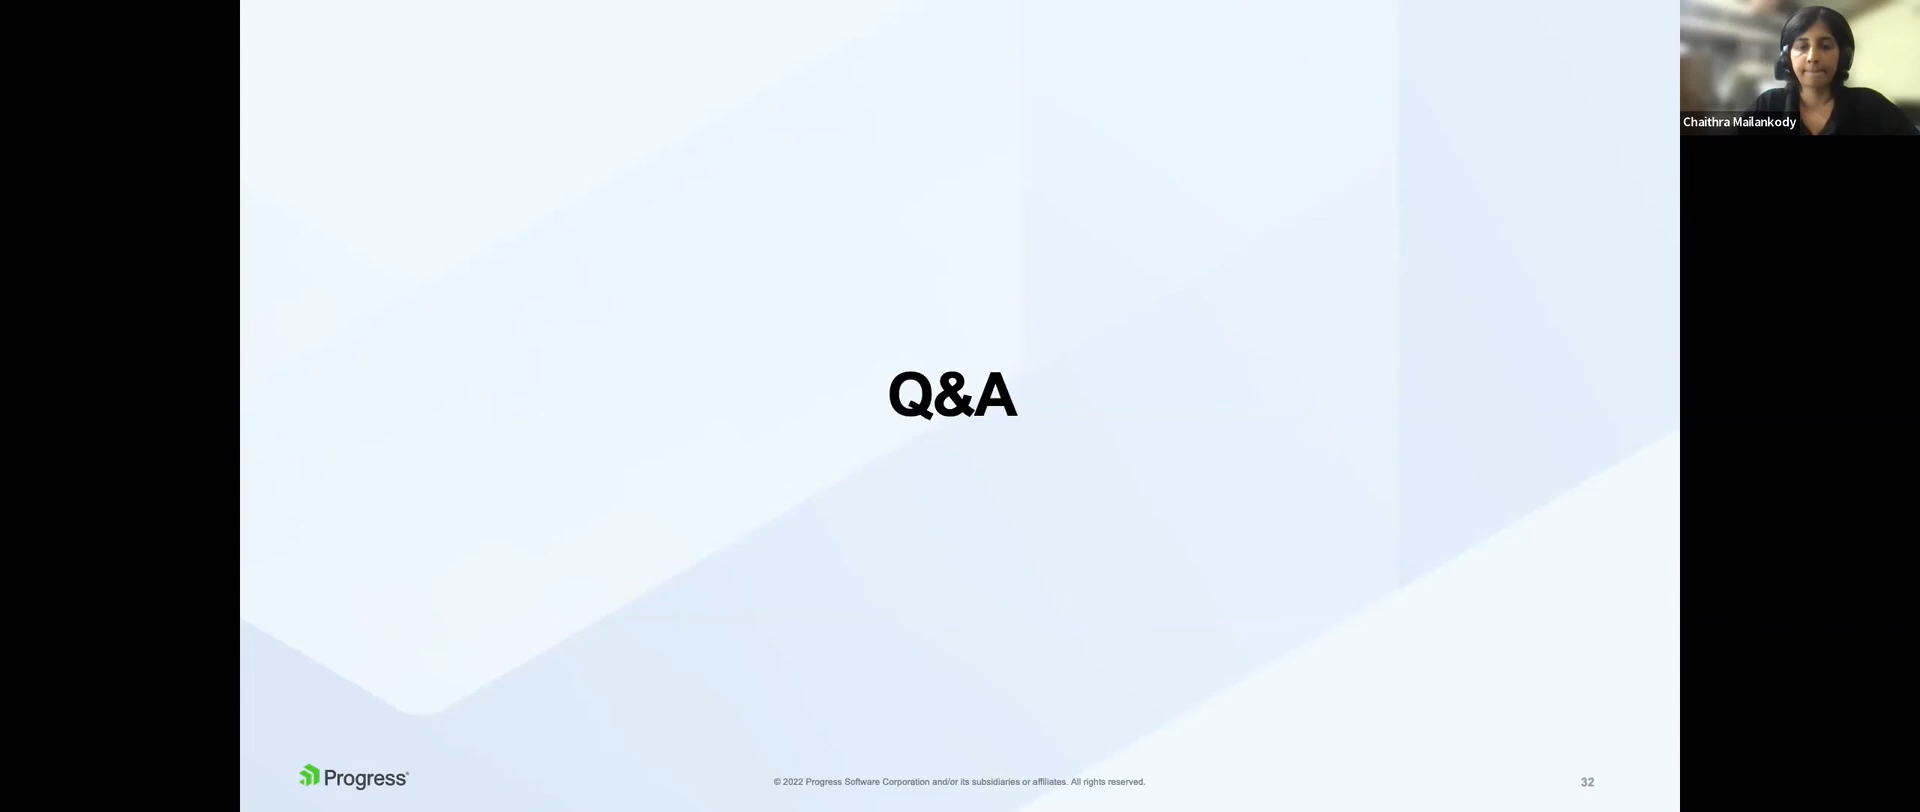 Chaithra Mailankody
Q&A
Progress®
© 2022 Progress Software Corporation and/or its subsidiaries or affiliates. All rights reserved.
32